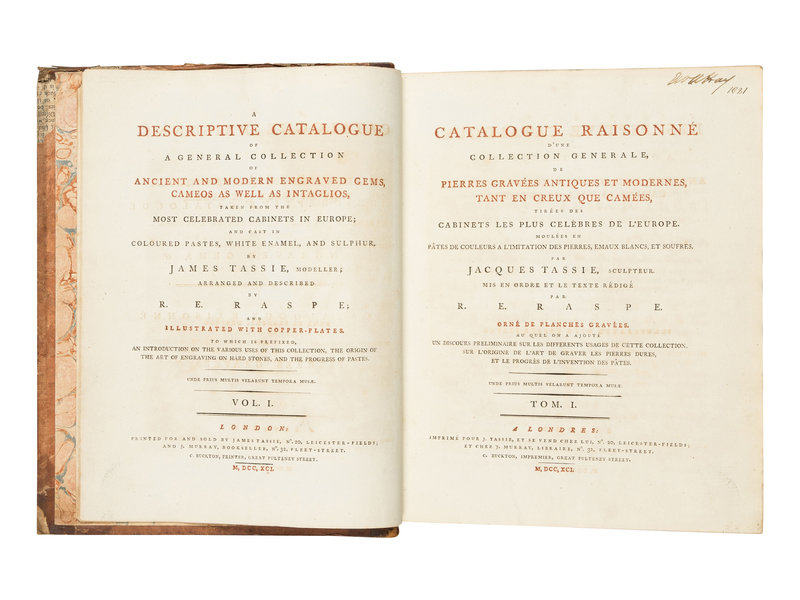 A
DESCRIPTIVE CATALOGUE
OF
A GENERAL COLLECTION
OF
ANCIENT AND MODERN ENGRAVED GEMS,
CAMEOS AS WELL AS INTAGLIOS,
TAKEN FROM THE
MOST CELEBRATED CABINETS IN EUROPE;
AND CAST IN
COLOURED PASTES, WHITE ENAMEL, AND SULPHUR,
BY
JAMES TASSIE, MODELLER;
ARRANGED AND DESCRIBED
BY
R. E. RASPE;
AND
ILLUSTRATED WITH COPPER-PLATES.
TO WHICH IS PREFIXED,
AN INTRODUCTION ON THE VARIOUS USES OF THIS COLLECTION, THE ORIGIN OF
THE ART OF ENGRAVING ON HARD STONES, AND THE PROGRESS OF PASTES.
UNDE PRIUS MULTIS VELARUNT TEMPORA MUSÆ.
VOL. I.
LONDON:
PRINTED FOR AND SOLD BY JAMES TASSIE, No. 20, LEICESTER-FIELDS;
AND J. MURRAY, BOOKSELLER, No. 32, FLEET-STREET.
C. BUCKTON, PRINTER, GREAT PULTENEY STREET.
M,DCC,XCI.
Hay
1821
CATALOGUE RAISONNÉ
D'UNE
COLLECTION GENERALE,
DE
PIERRES GRAVÉES ANTIQUES ET MODERNES,
TANT EN CREUX QUE CAMÉES,
TIRÉES DES
CABINETS LES PLUS CELÈBRES DE L'EUROPE.
MOULÉES EN
PÂTES DE COULEURS A L'IMITATION DES PIERRES, EMAUX BLANCS, ET SOUFRES.
PAR
JACQUES TASSIE, SCULPTEUR.
MIS EN ORDRE ET LE TEXTE RÉDIGÉ
PAR
R. E. RASPE.
ORNÉ DE PLANCHES GRAVÉES.
AU QUEL ON A AJOUTÉ
UN DISCOURS PRELIMINAIRE SUR LES DIFFERENTS USAGES DE CETTE COLLECTION.
SUR L'ORIGINE DE L'ART DE GRAVER LES PIERRES DURES,
ET LE PROGRÈS DE L'INVENTION DES PÂTES.
UNDE PRIUS MULTIS VELARUNT TEMPORA MUSÆ.
TOM. I.
A LONDRES:
IMPRIMÉ POUR J. TASSIE, ET SE VEND CHEZ LUI, No. 20, LEICESTER-FIELDS;
ET CHEZ J. MURRAY, LIBRAIRE, No. 32, FLEET-STREET.
C. BUCKTON, IMPRIMER, GREAT PULTENEY STREET.
M,DCC,XCI.